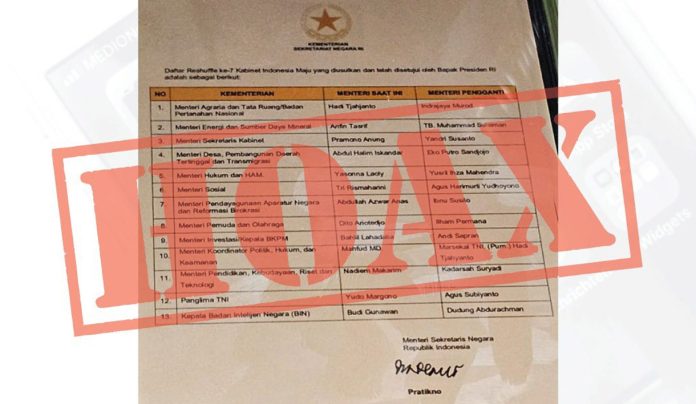 KEMENTERIAN
SEKRETARIAT NEGARA RI
Daftar Reshuffle ke-7 Kabinet Indonesia Maju yang diusulkan dan telah disetujui oleh Bapak Presiden RI
adalah sebagai berikut:
NO KEMENTERIAN MENTERI SAAT INI MENTERI PENGGANTI
1. Menteri Agraria dan Tata Ruang/Badan Hadi Tjahjanto Indrajaya Murod
Pertanahan Nasional
2. Menteri Energi dan Sumber Daya Mineral Arifin Tasrif TB. Muhammad Sulaiman
3. Menteri Sekretaris Kabinet Pramono Anung Yandri Susanto
4. Menteri Desa, Pembangunan Daerah Abdul Halim Iskandar Eko Putro Sandjojo
Tertinggal dan Transmigrasi
5. Menteri Hukum dan HAM. Yasonna Laoly Yusril Ihza Mahendra
6. Menteri Sosial Tri Rismaharini Agus Harimurti Yudhoyono
7. Menteri Pendayagunaan Aparatur Negara Abdullah Azwar Anas Ibnu Susilo
dan Reformasi Birokrasi
8. Menteri Pemuda dan Olahraga Dito Ariotedjo Ilham Permana
9. Menteri Investasi/Kepala BKPM Bahlil Lahadalia Andi Sapran
10. Menteri Koordinator Politik, Hukum, dan Mahfud MD. Marsekal TNI, (Purn.) Hadi
Keamanan Tjahyanto
11. Menteri Pendidikan, Kebudayaan, Riset dan Nadiem Makarim Kadarsah Suryadi
Teknologi
12. Panglima TNI Yudo Margono Agus Subiyanto
13. Kepala Badan Intelijen Negara (BIN) Budi Gunawan Dudung Abdurachman
HOAX
Menteri Sekretaris Negara
Republik Indonesia
Pratikno
MEDION
Widgets